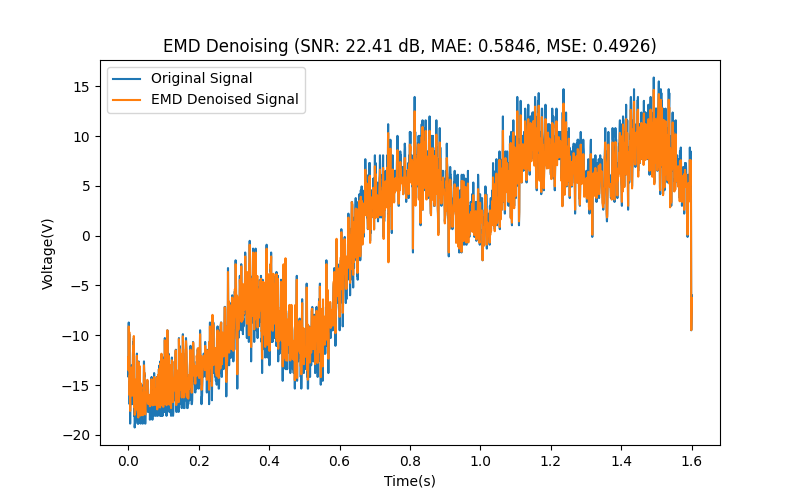 EMD Denoising (SNR: 22.41 dB, MAE: 0.5846, MSE: 0.4926)
Original Signal
EMD Denoised Signal
15
10
5
0
−5
−10
−15
−20
Voltage(V)
0.0 0.2 0.4 0.6 0.8 1.0 1.2 1.4 1.6
Time(s)